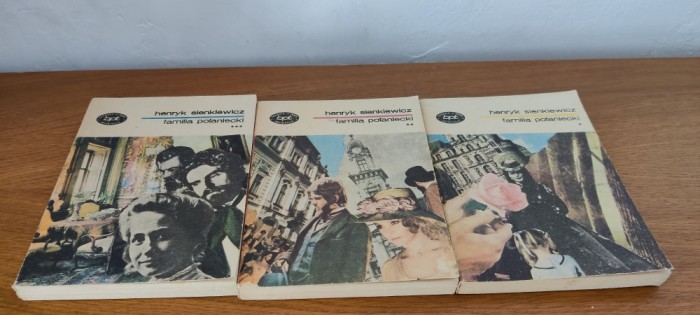 bpt
henryk sienkiewicz
familia polaniecki
***
bpt
henryk sienkiewicz
familia polaniecki
**
bpt
henryk sienkiewicz
familia polaniecki
*